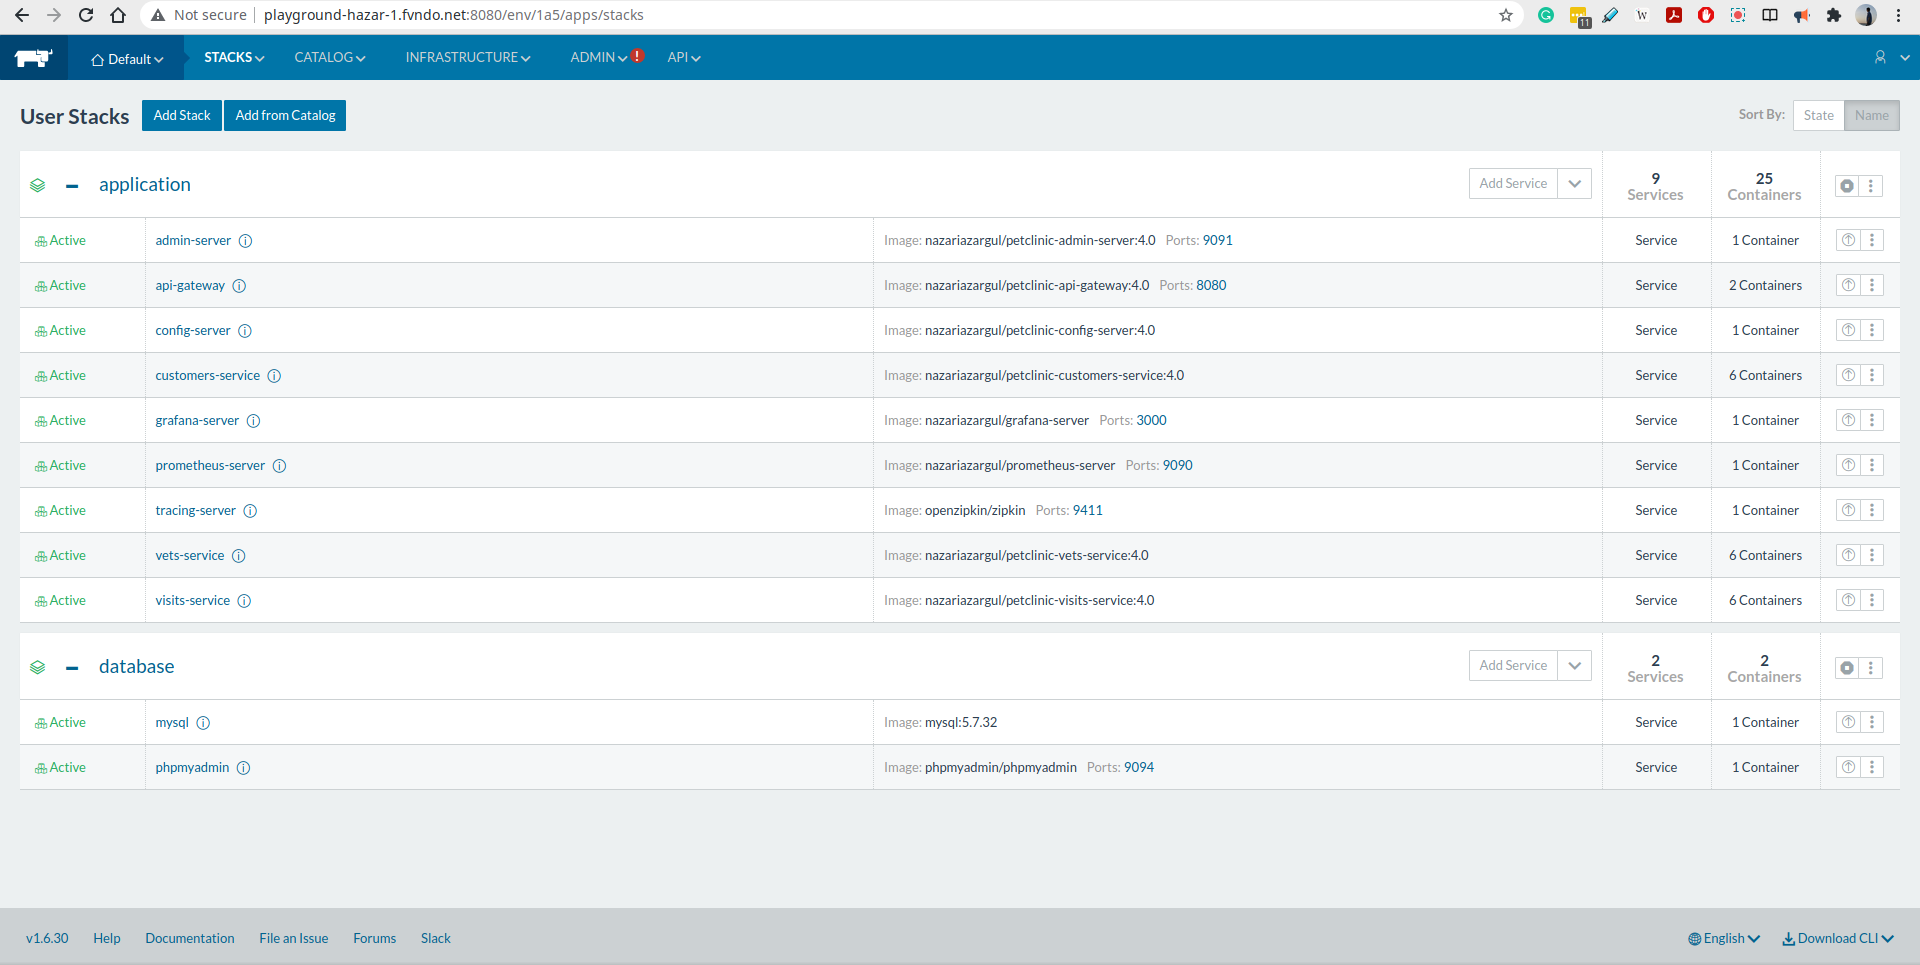 Not secure playground-hazar-1.fvndo.net:8080/env/1a5/apps/stacks 11 W
Default STACKS CATALOG INFRASTRUCTURE ADMIN ! API
User Stacks Add Stack Add from Catalog Sort By: State Name
application Add Service 9 Services 25 Containers
Active admin-server Image: nazariazargul/petclinic-admin-server:4.0 Ports: 9091 Service 1 Container
Active api-gateway Image: nazariazargul/petclinic-api-gateway:4.0 Ports: 8080 Service 2 Containers
Active config-server Image: nazariazargul/petclinic-config-server:4.0 Service 1 Container
Active customers-service Image: nazariazargul/petclinic-customers-service:4.0 Service 6 Containers
Active grafana-server Image: nazariazargul/grafana-server Ports: 3000 Service 1 Container
Active prometheus-server Image: nazariazargul/prometheus-server Ports: 9090 Service 1 Container
Active tracing-server Image: openzipkin/zipkin Ports: 9411 Service 1 Container
Active vets-service Image: nazariazargul/petclinic-vets-service:4.0 Service 6 Containers
Active visits-service Image: nazariazargul/petclinic-visits-service:4.0 Service 6 Containers
database Add Service 2 Services 2 Containers
Active mysql Image: mysql:5.7.32 Service 1 Container
Active phpmyadmin Image: phpmyadmin/phpmyadmin Ports: 9094 Service 1 Container
v1.6.30 Help Documentation File an Issue Forums Slack English Download CLI